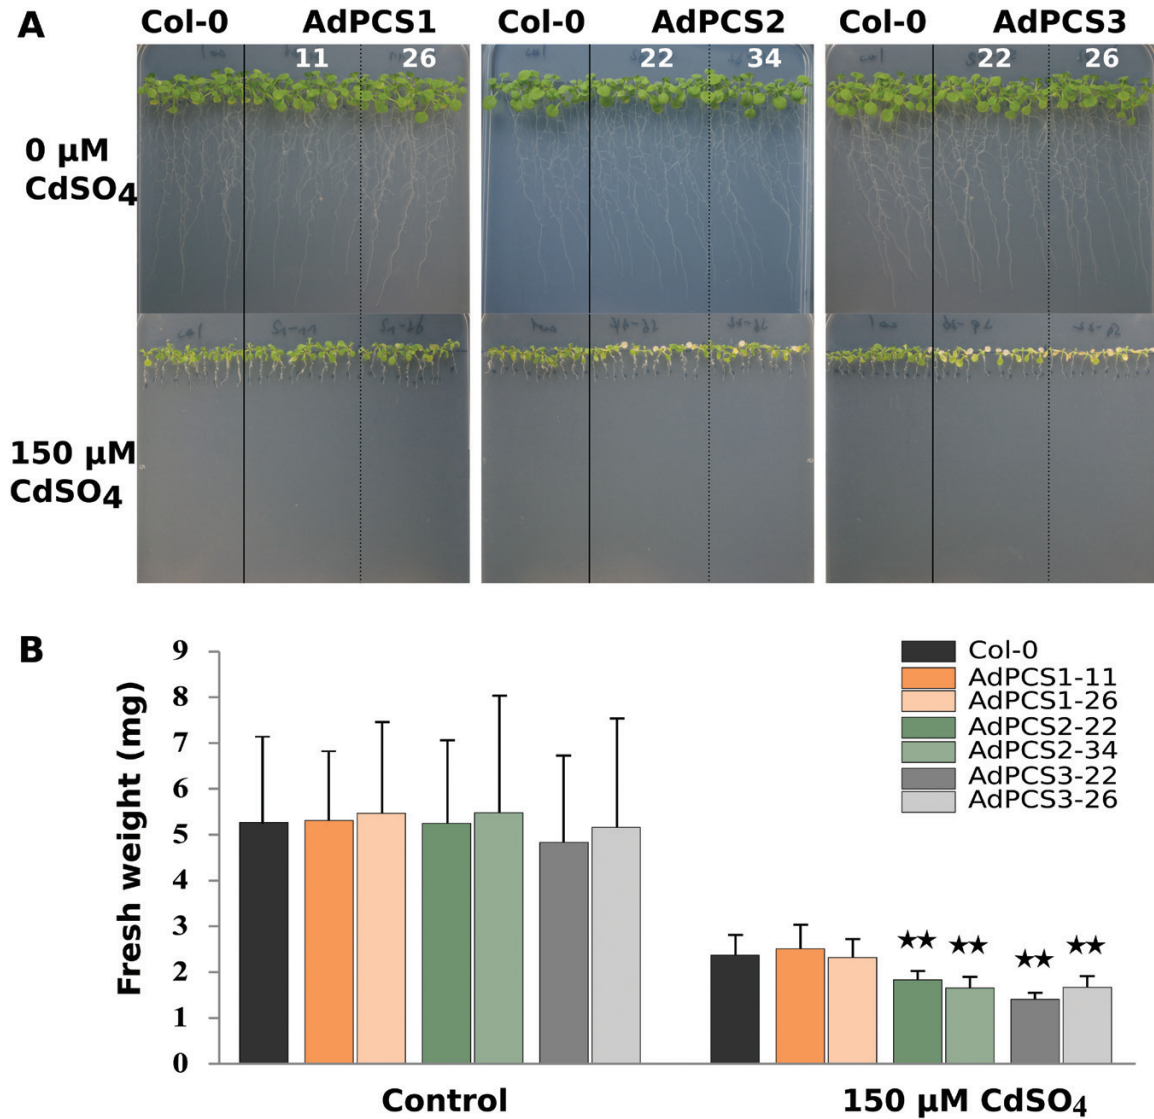 A
Col-0 AdPCS1 Col-0 AdPCS2 Col-0 AdPCS3
11 26 22 34 22 26
0 µM
CdSO4
150 µM
CdSO4
B
Fresh weight (mg)
9
8
7
6
5
4
3
2
1
0
Col-0
AdPCS1-11
AdPCS1-26
AdPCS2-22
AdPCS2-34
AdPCS3-22
AdPCS3-26
★★ ★★ ★★ ★★
Control 150 µM CdSO4